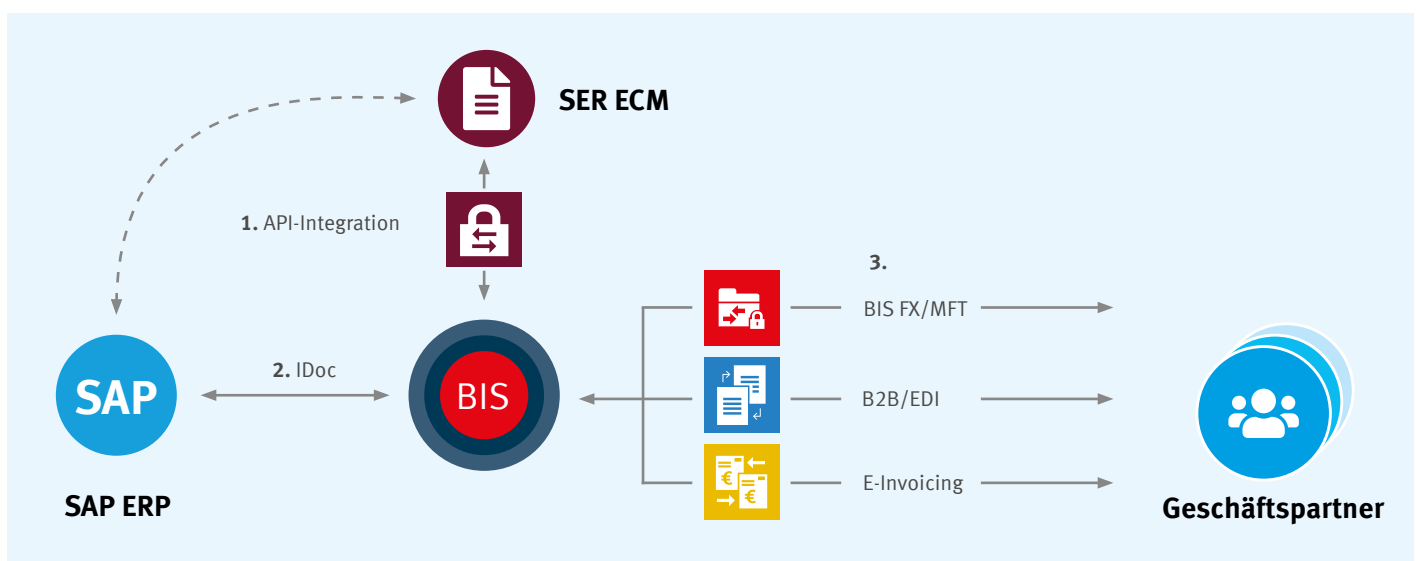 SER ECM
1. API-Integration
3.
BIS FX/MFT
SAP
2. IDoc
BIS
B2B/EDI
€
€
E-Invoicing
SAP ERP
Geschäftspartner